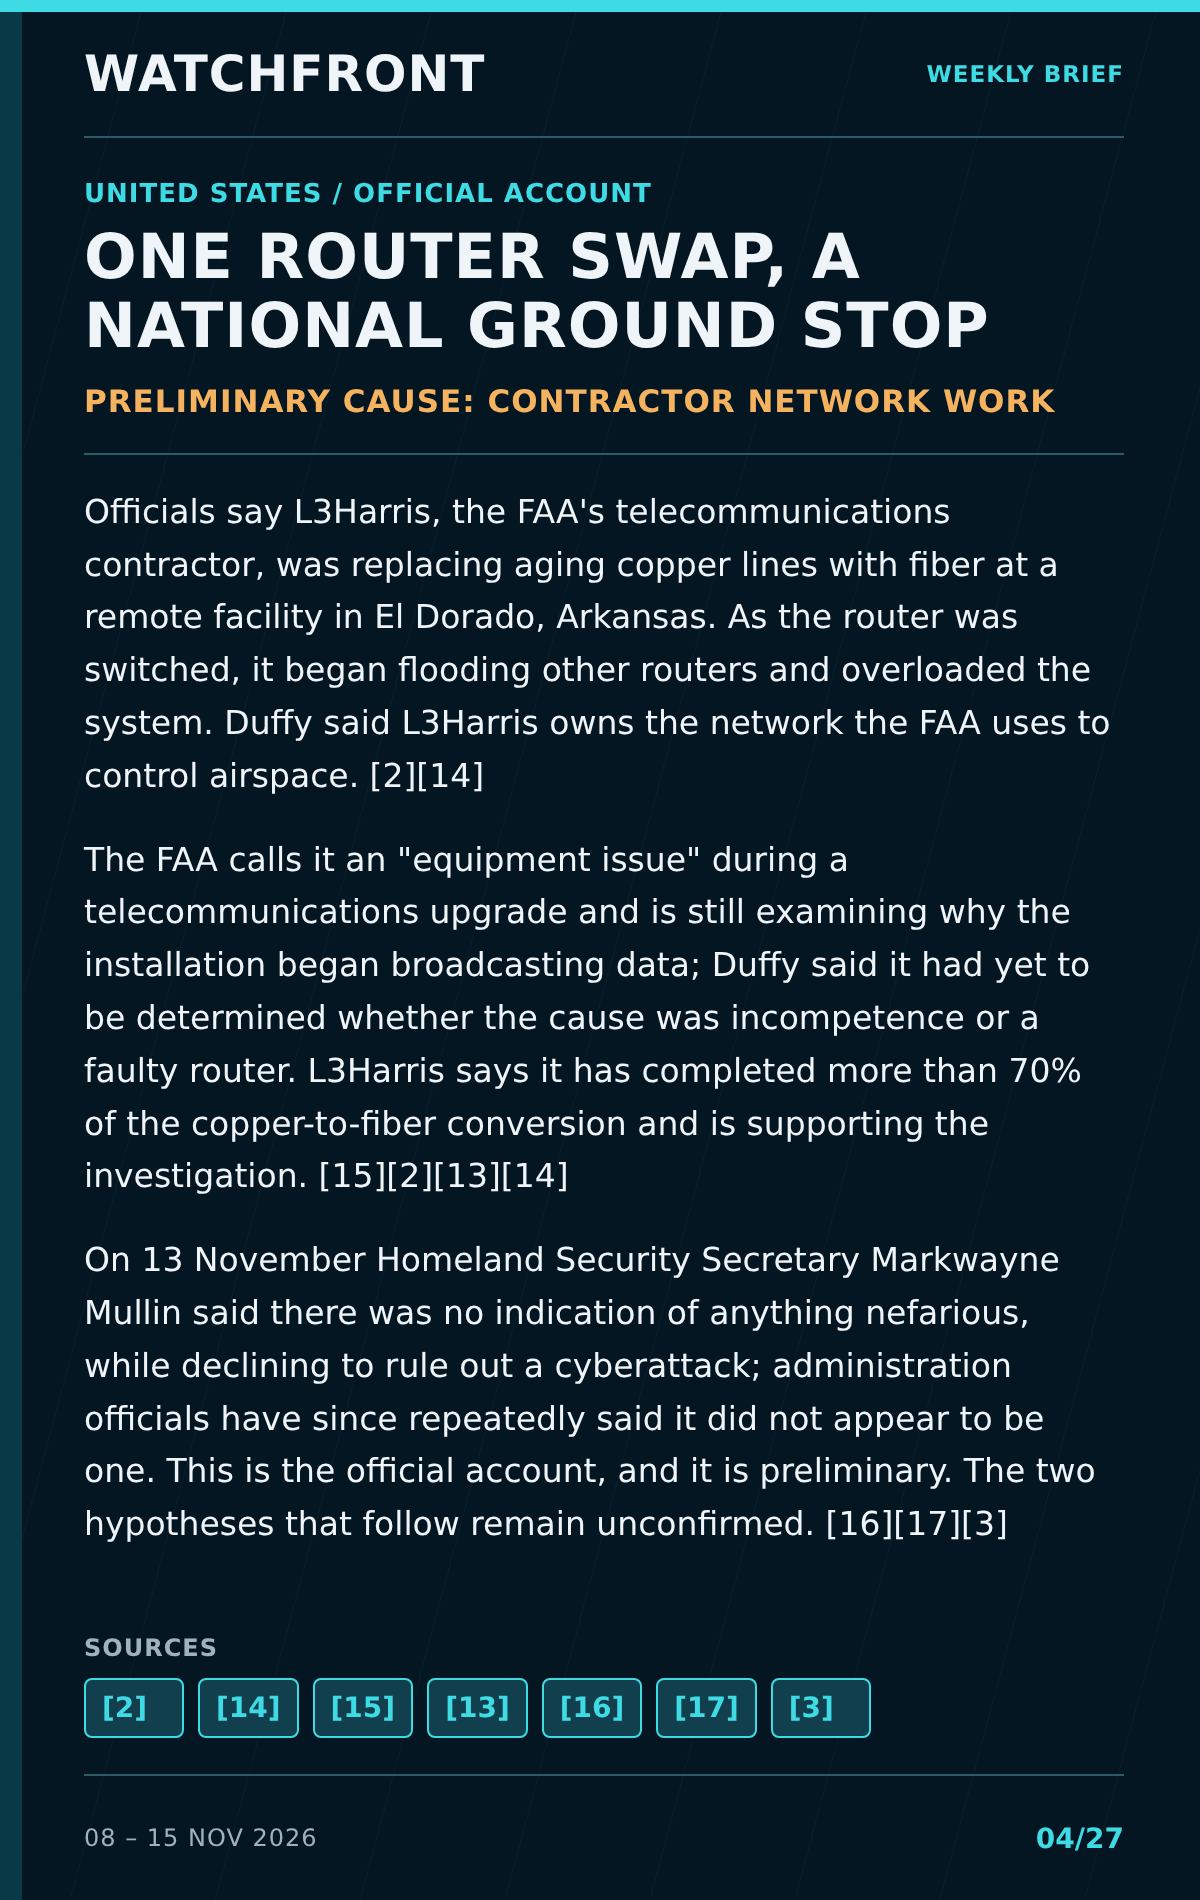 WATCHFRONT
WEEKLY BRIEF
UNITED STATES / OFFICIAL ACCOUNT
ONE ROUTER SWAP, A
NATIONAL GROUND STOP
PRELIMINARY CAUSE: CONTRACTOR NETWORK WORK
Officials say L3Harris, the FAA's telecommunications
contractor, was replacing aging copper lines with fiber at a
remote facility in El Dorado, Arkansas. As the router was
switched, it began flooding other routers and overloaded the
system. Duffy said L3Harris owns the network the FAA uses to
control airspace. [2][14]
The FAA calls it an "equipment issue" during a
telecommunications upgrade and is still examining why the
installation began broadcasting data; Duffy said it had yet to
be determined whether the cause was incompetence or a
faulty router. L3Harris says it has completed more than 70%
of the copper-to-fiber conversion and is supporting the
investigation. [15][2][13][14]
On 13 November Homeland Security Secretary Markwayne
Mullin said there was no indication of anything nefarious,
while declining to rule out a cyberattack; administration
officials have since repeatedly said it did not appear to be
one. This is the official account, and it is preliminary. The two
hypotheses that follow remain unconfirmed. [16][17][3]
SOURCES
[2] [14] [15] [13] [16] [17] [3]
08 – 15 NOV 2026
04/27